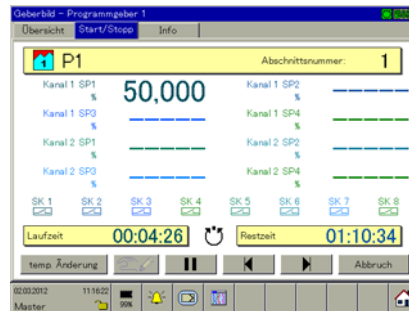 Geberbild - Programmgeber 1
Übersicht Start/Stopp Info
1 P1 Abschnittsnummer: 1
Kanal 1 SP1 % 50,000 Kanal 1 SP2 % ------
Kanal 1 SP3 % ------ Kanal 1 SP4 % ------
Kanal 2 SP1 % ------ Kanal 2 SP2 % ------
Kanal 2 SP3 % ------ Kanal 2 SP4 % ------
SK 1 SK 2 SK 3 SK 4 SK 5 SK 6 SK 7 SK 8
Laufzeit 00:04:26 Restzeit 01:10:34
temp. Änderung Abbruch
02.03.2012 11:16:22
Master 99%